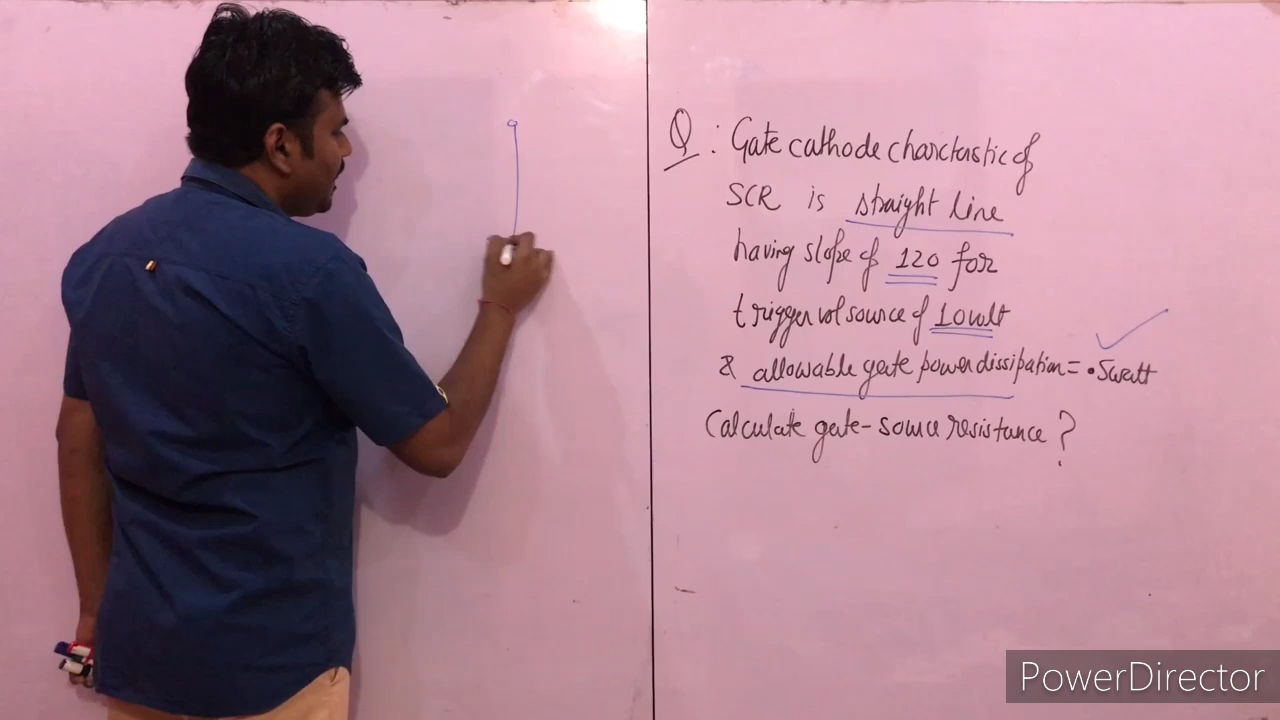 Q : Gate cathode charcterstic of
SCR is straight line
having slope of 120 for
trigger vol source of 10 volt
& allowable gate power dissipation = .5watt
Calculate gate-source resistance ?
PowerDirector